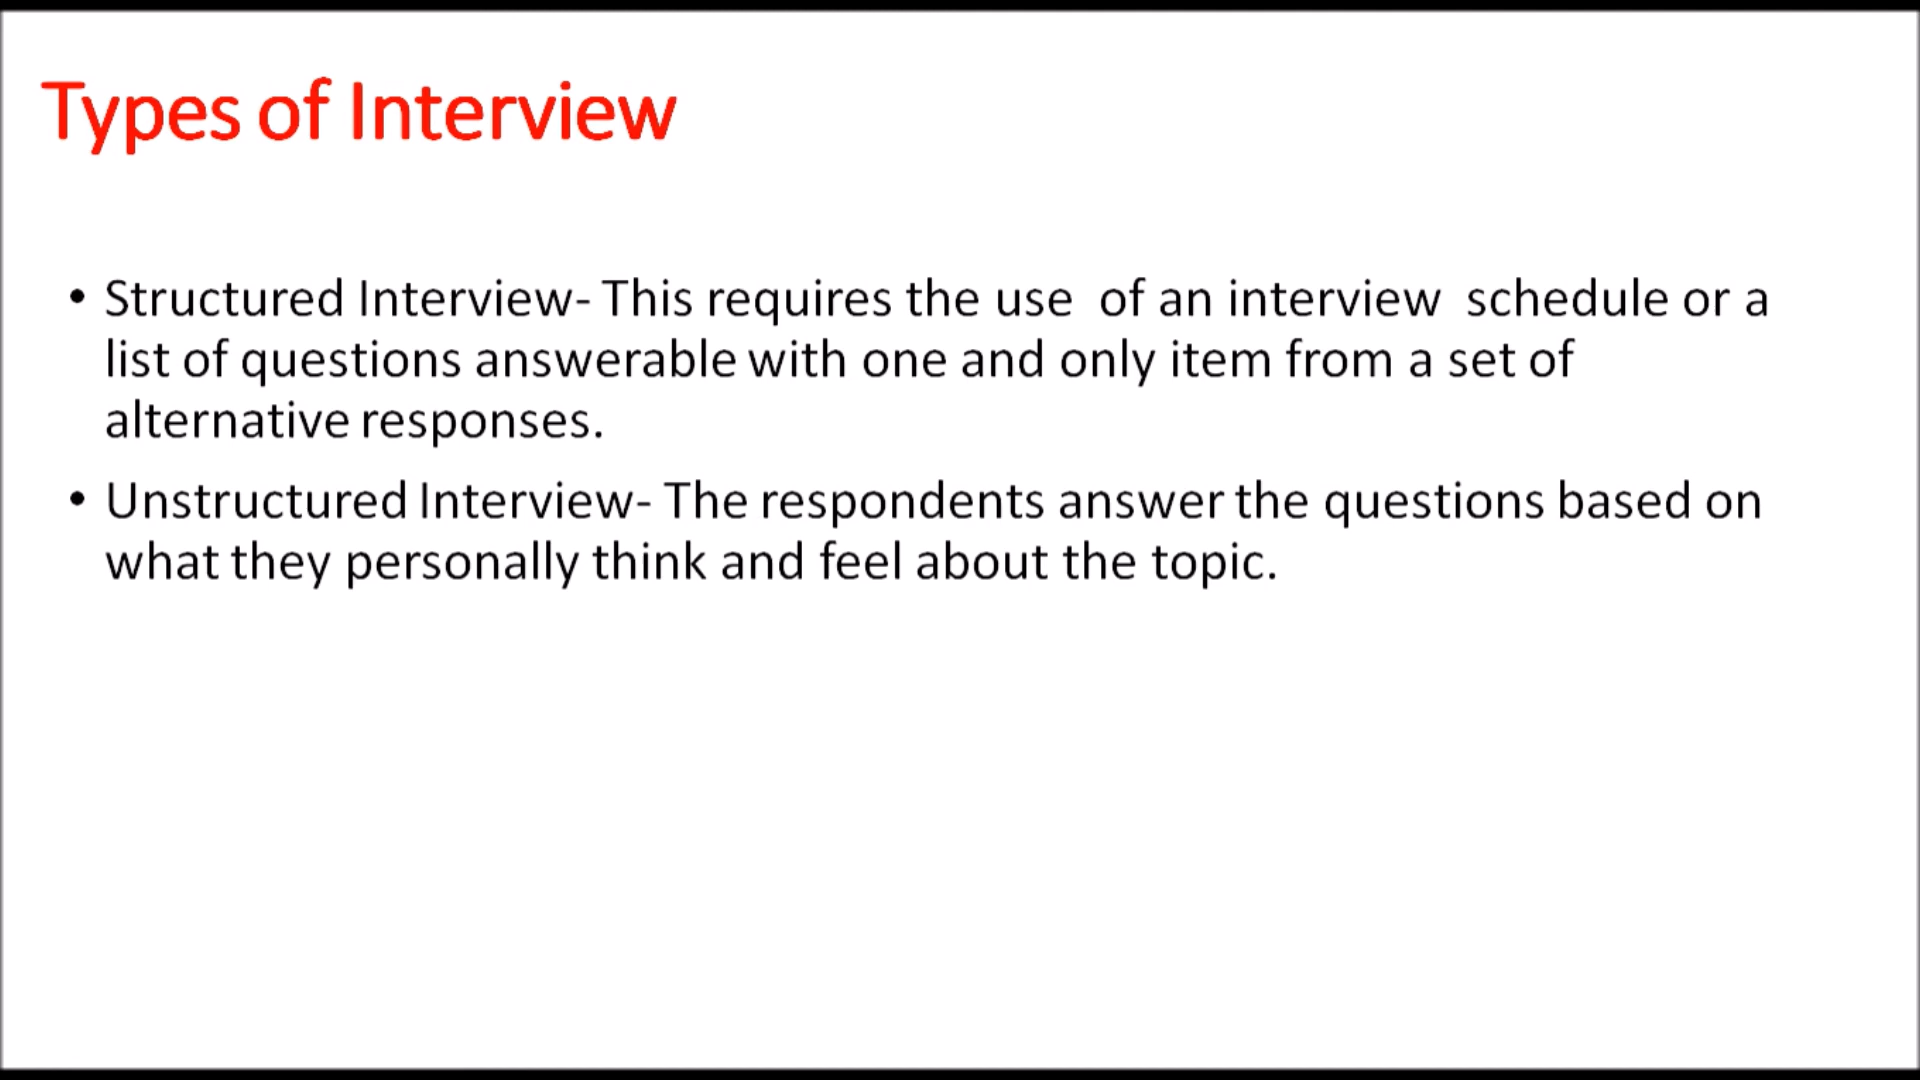 Types of Interview
• Structured Interview- This requires the use of an interview schedule or a
list of questions answerable with one and only item from a set of
alternative responses.
• Unstructured Interview- The respondents answer the questions based on
what they personally think and feel about the topic.